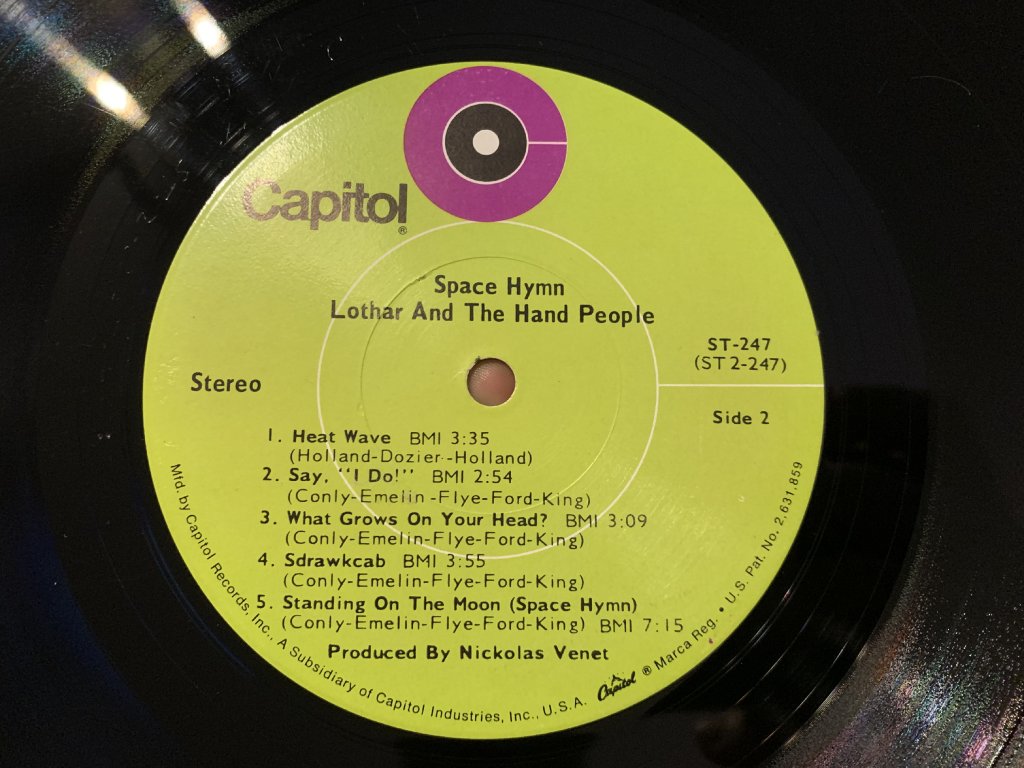 Capitol®
Space Hymn
Lothar And The Hand People
ST-247
(ST 2-247)
Stereo
Side 2
1. Heat Wave BMI 3:35
(Holland-Dozier-Holland)
2. Say, "I Do!" BMI 2:54
(Conly-Emelin-Flye-Ford-King)
3. What Grows On Your Head? BMI 3:09
(Conly-Emelin-Flye-Ford-King)
4. Sdrawkcab BMI 3:55
(Conly-Emelin-Flye-Ford-King)
5. Standing On The Moon (Space Hymn)
(Conly-Emelin-Flye-Ford-King) BMI 7:15
Produced By Nickolas Venet
Mfd. by Capitol Records, Inc., A Subsidiary of Capitol Industries, Inc., U.S.A. Capitol ® Marca Reg. • U.S. Pat. No. 2,631,859